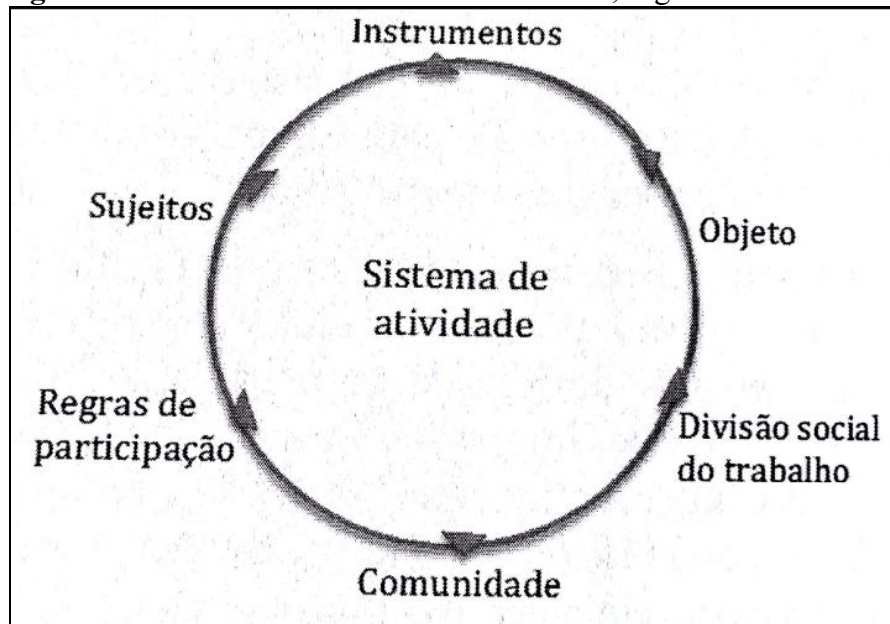 Instrumentos
Sujeitos
Objeto
Sistema de
atividade
Regras de
participação
Divisão social
do trabalho
Comunidade